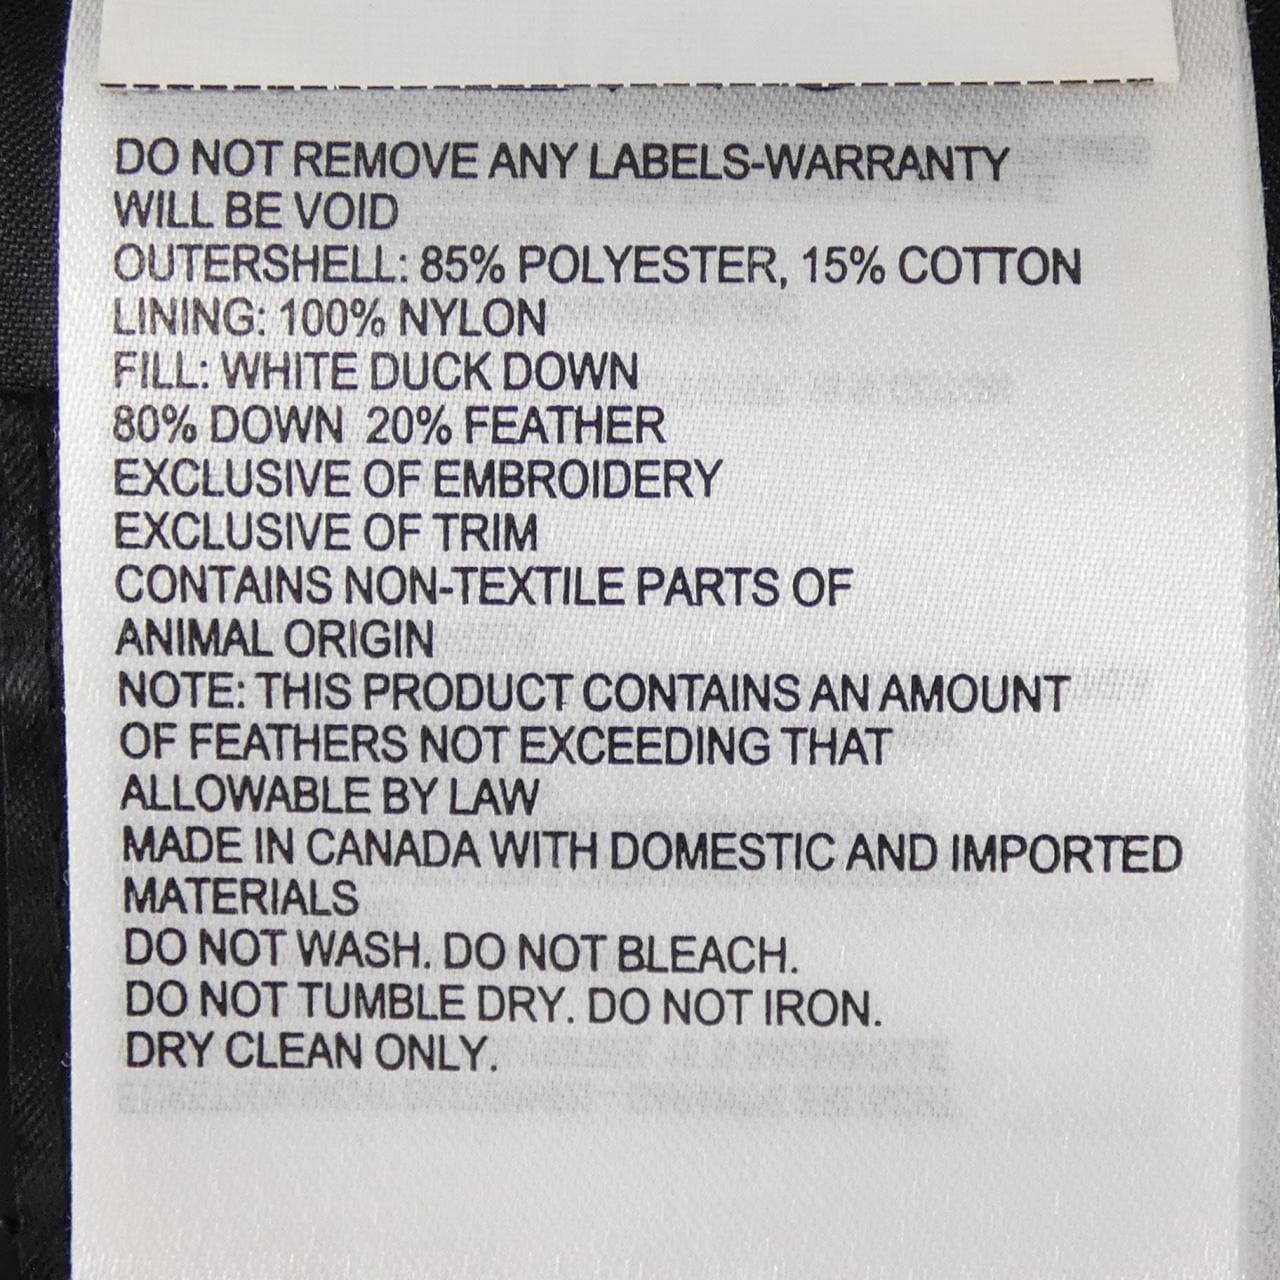 DO NOT REMOVE ANY LABELS-WARRANTY
WILL BE VOID
OUTERSHELL: 85% POLYESTER, 15% COTTON
LINING: 100% NYLON
FILL: WHITE DUCK DOWN
80% DOWN 20% FEATHER
EXCLUSIVE OF EMBROIDERY
EXCLUSIVE OF TRIM
CONTAINS NON-TEXTILE PARTS OF
ANIMAL ORIGIN
NOTE: THIS PRODUCT CONTAINS AN AMOUNT
OF FEATHERS NOT EXCEEDING THAT
ALLOWABLE BY LAW
MADE IN CANADA WITH DOMESTIC AND IMPORTED
MATERIALS
DO NOT WASH. DO NOT BLEACH.
DO NOT TUMBLE DRY. DO NOT IRON.
DRY CLEAN ONLY.